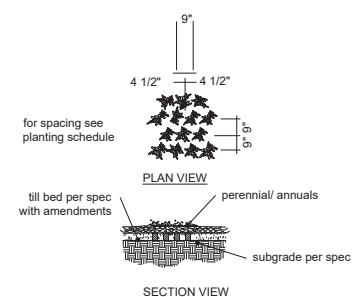 9"
4 1/2" 4 1/2"
for spacing see
planting schedule
9"
9"
PLAN VIEW
till bed per spec
with amendments
perennial/ annuals
subgrade per spec
SECTION VIEW